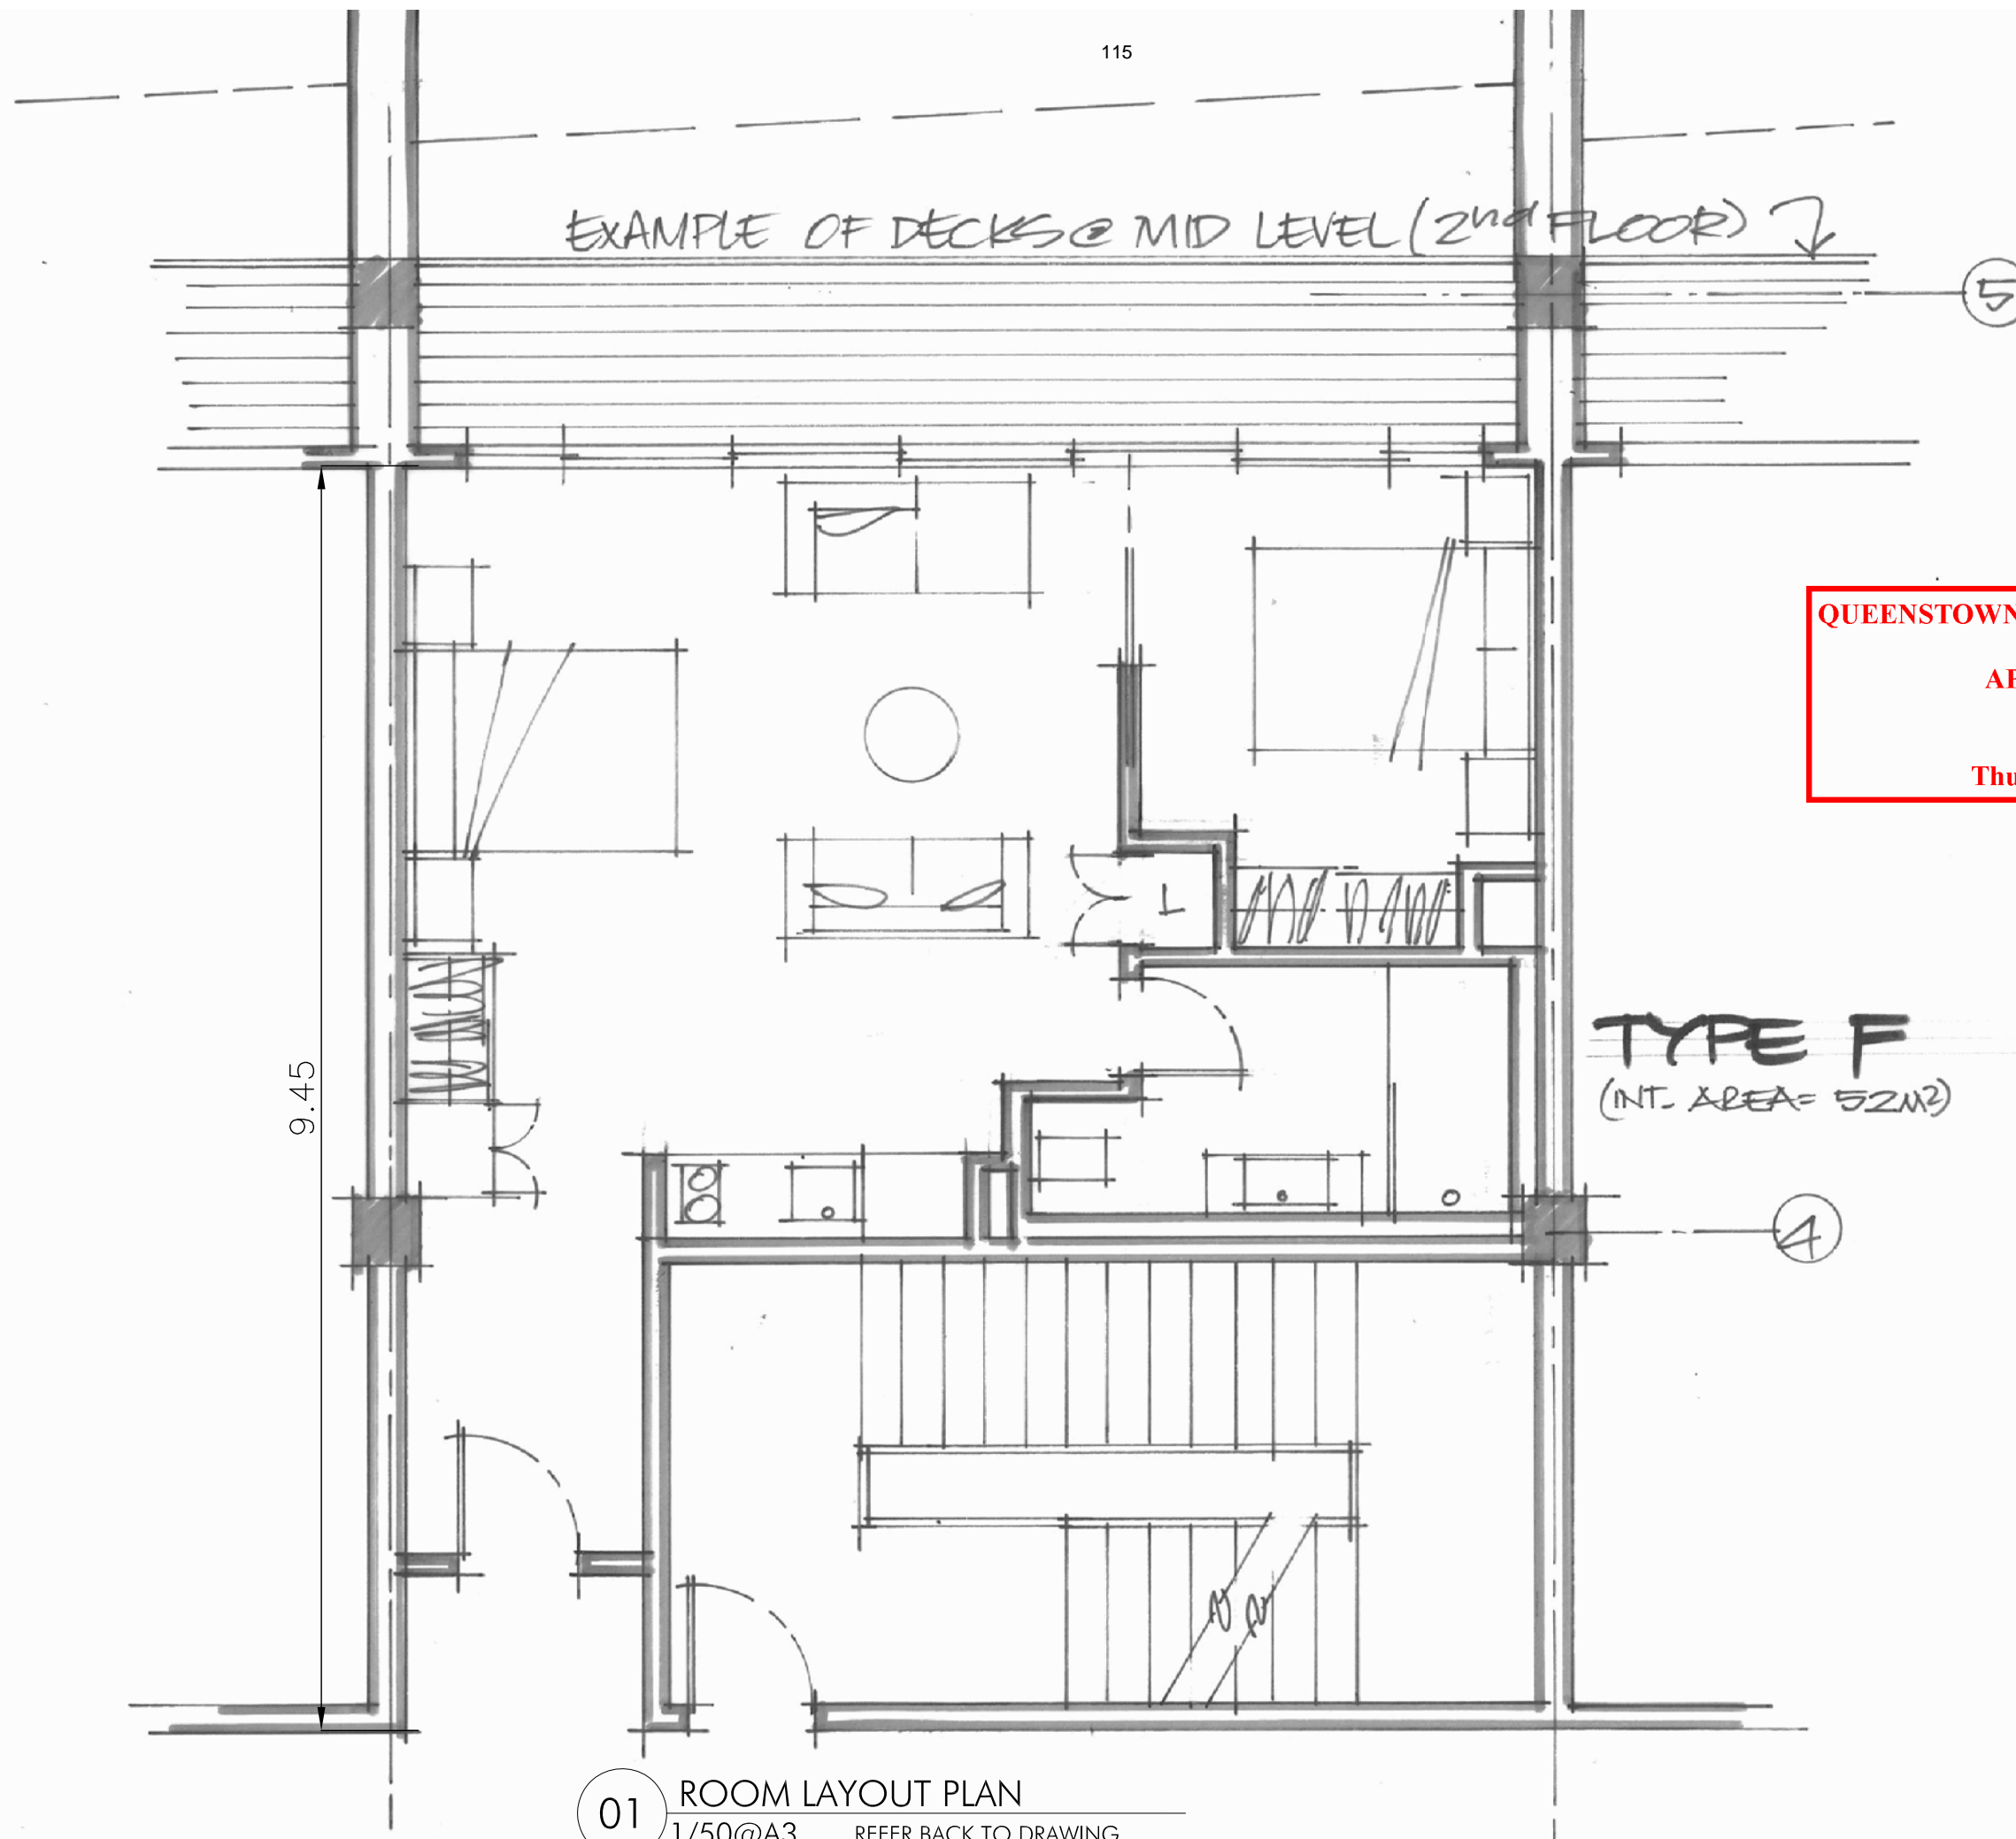 115
EXAMPLE OF DECKS @ MID LEVEL (2nd FLOOR)
5
QUEENSTOWN
Thu
L
TYPE F
(INT. AREA= 52M2)
9.45
4
01
ROOM LAYOUT PLAN
1/50@A3 REFER BACK TO DRAWING